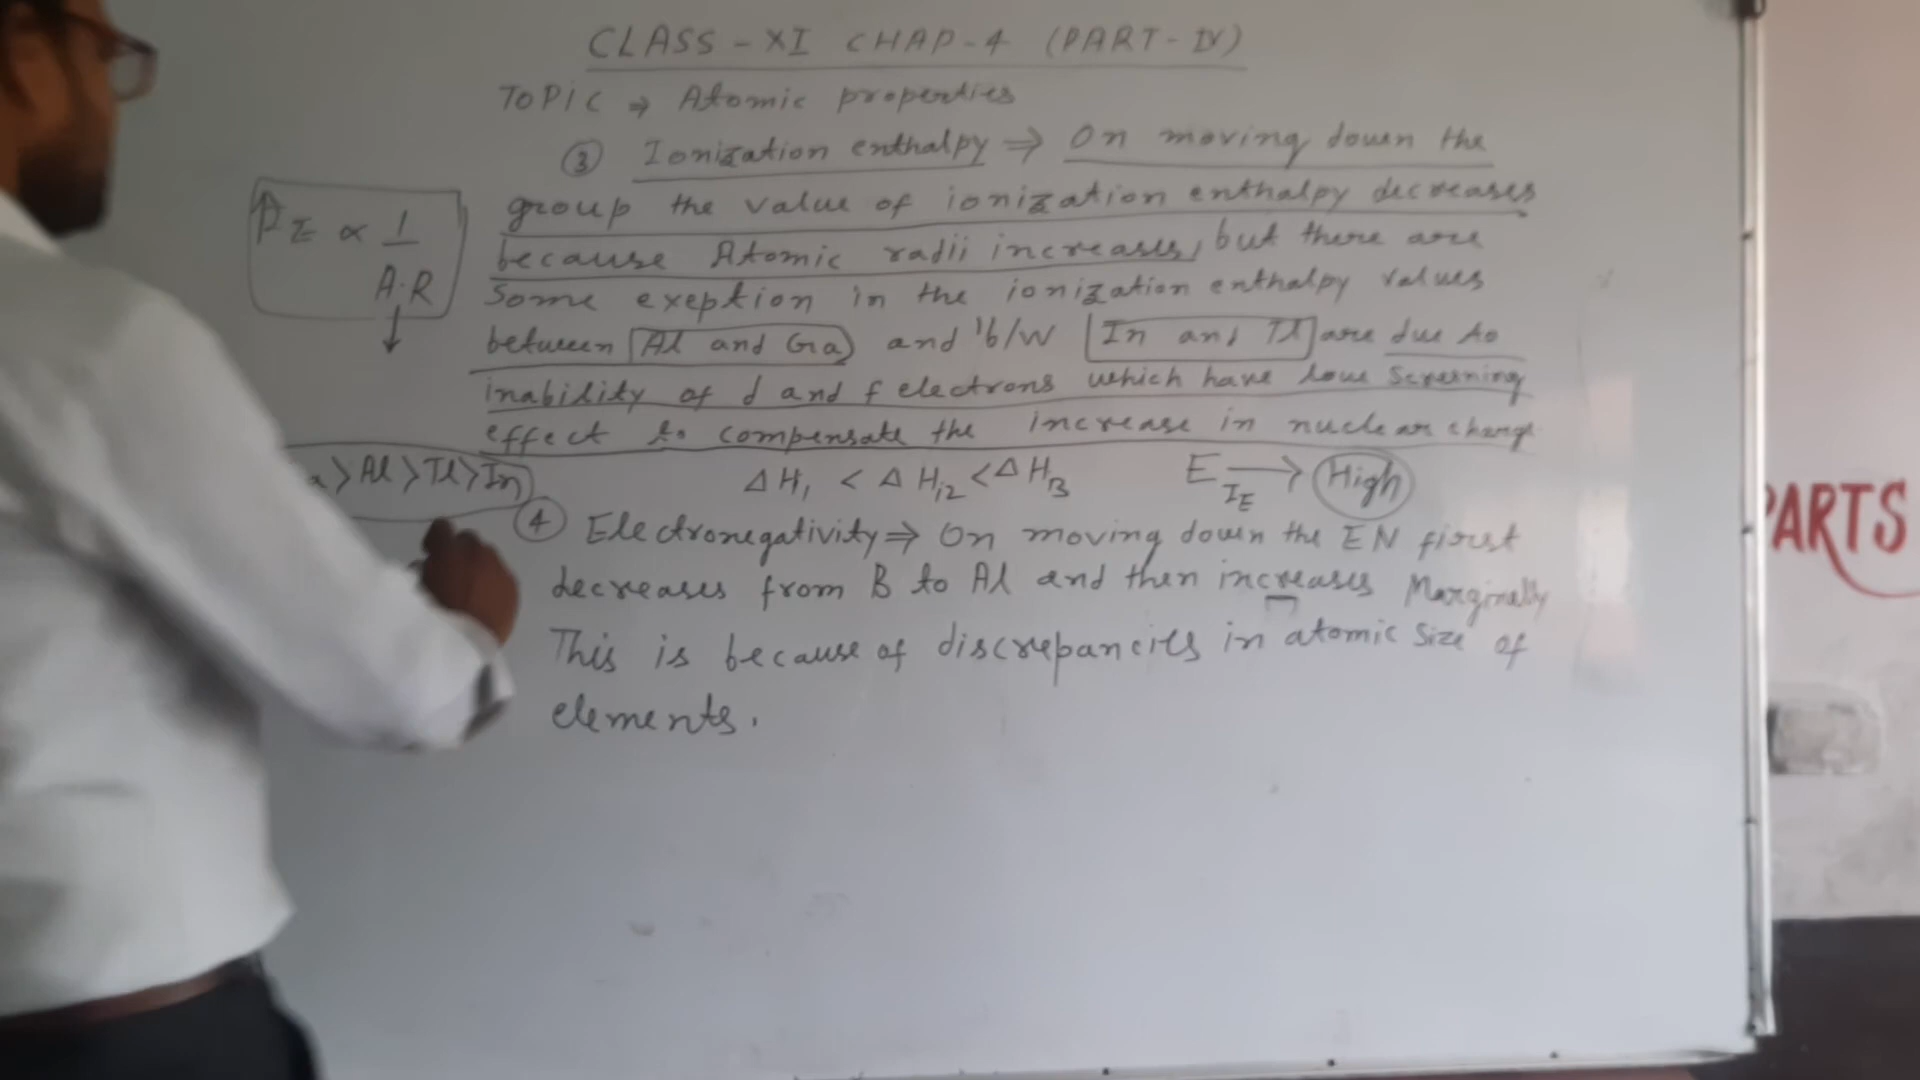 CLASS - XI CHAP-4 (PART-IV)
TOPIC ⇒ Atomic properties
③ Ionization enthalpy ⇒ On moving down the
group the value of ionization enthalpy decreases
because Atomic radii increases, but there are
Some exeption in the ionization enthalpy values
between Al and Ga and b/w In and Tl are due to
inability of d and f electrons which have low Screening
effect to compensate the increase in nuclear charge
↑IE ∝ 1
A.R
↓
>Al>Tl>In
ΔH₁ < ΔHi₂ < ΔHi₃ E → High
IE
④ Electronegativity ⇒ On moving down the EN first
decreases from B to Al and then increases Marginally
This is because of discrepancies in atomic Size of
elements.
PARTS